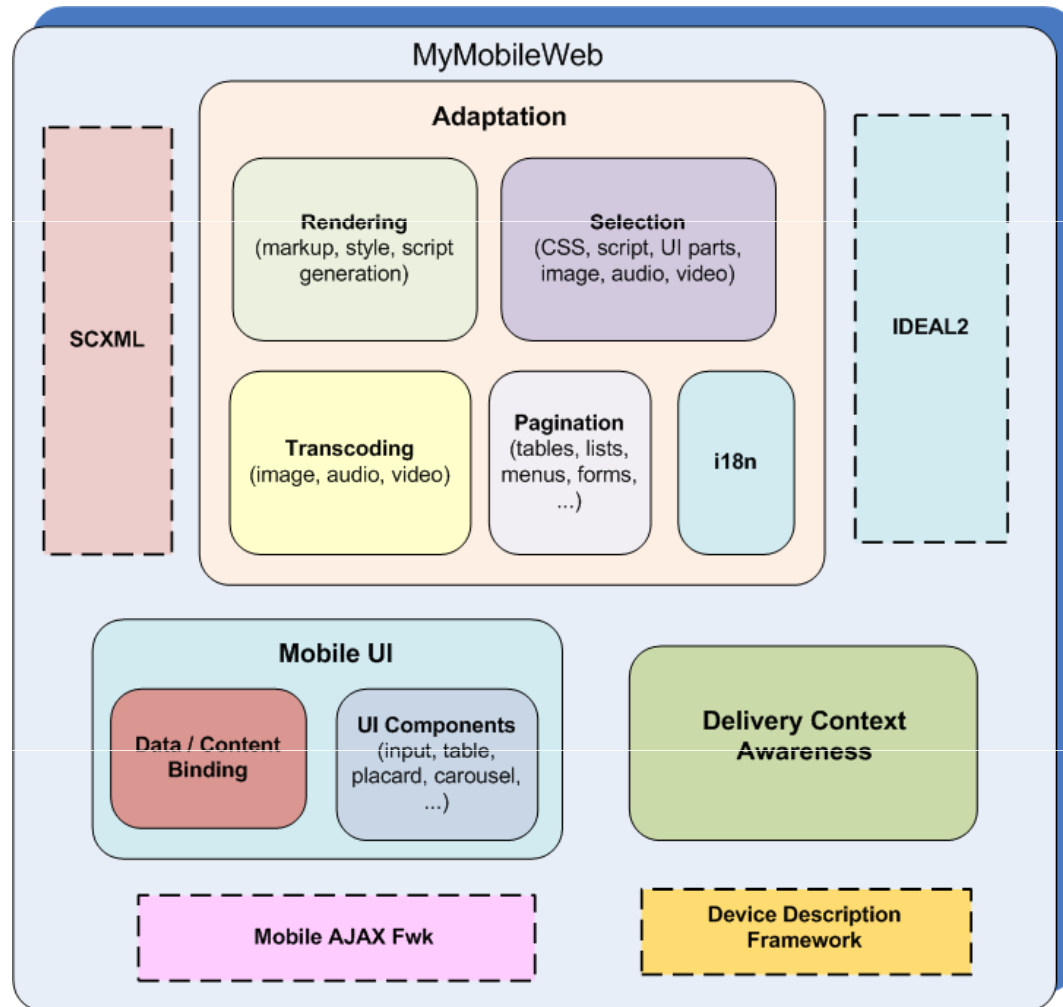 MyMobileWeb
Adaptation
Rendering
(markup, style, script
generation)
Selection
(CSS, script, UI parts,
image, audio, video)
SCXML
IDEAL2
Transcoding
(image, audio, video)
Pagination
(tables, lists,
menus, forms,
...)
i18n
Mobile UI
Data / Content
Binding
UI Components
(input, table,
placard, carousel,
...)
Delivery Context
Awareness
Mobile AJAX Fwk
Device Description
Framework